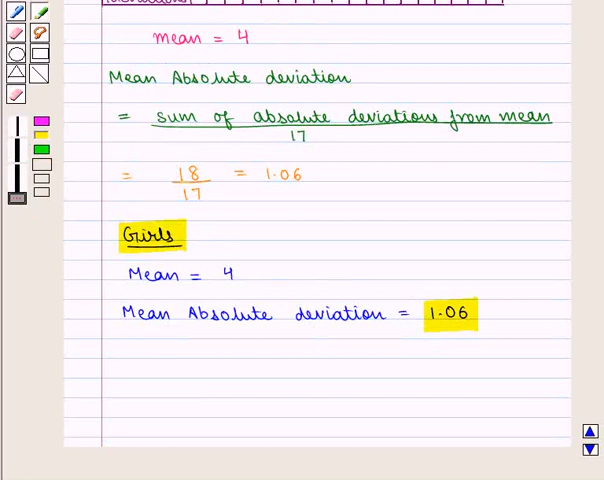 mean = 4
Mean Absolute deviation
= sum of absolute deviations from mean
17
= 18 = 1.06
17
Girls
Mean = 4
Mean Absolute deviation = 1.06